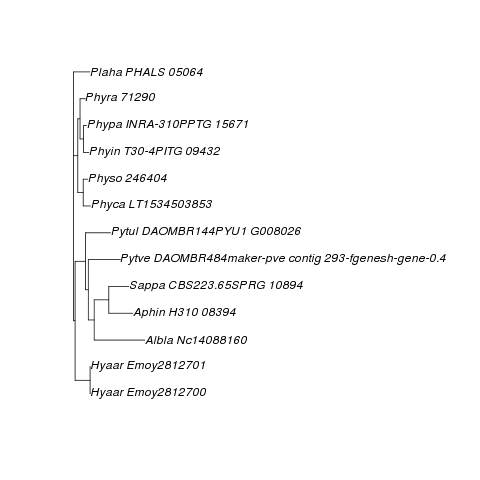 Plaha PHALS 05064
Phyra 71290
Phypa INRA-310PPTG 15671
Phyin T30-4PITG 09432
Physo 246404
Phyca LT1534503853
Pytul DAOMBR144PYU1 G008026
Pytve DAOMBR484maker-pve contig 293-fgenesh-gene-0.4
Sappa CBS223.65SPRG 10894
Aphin H310 08394
Albla Nc14088160
Hyaar Emoy2812701
Hyaar Emoy2812700